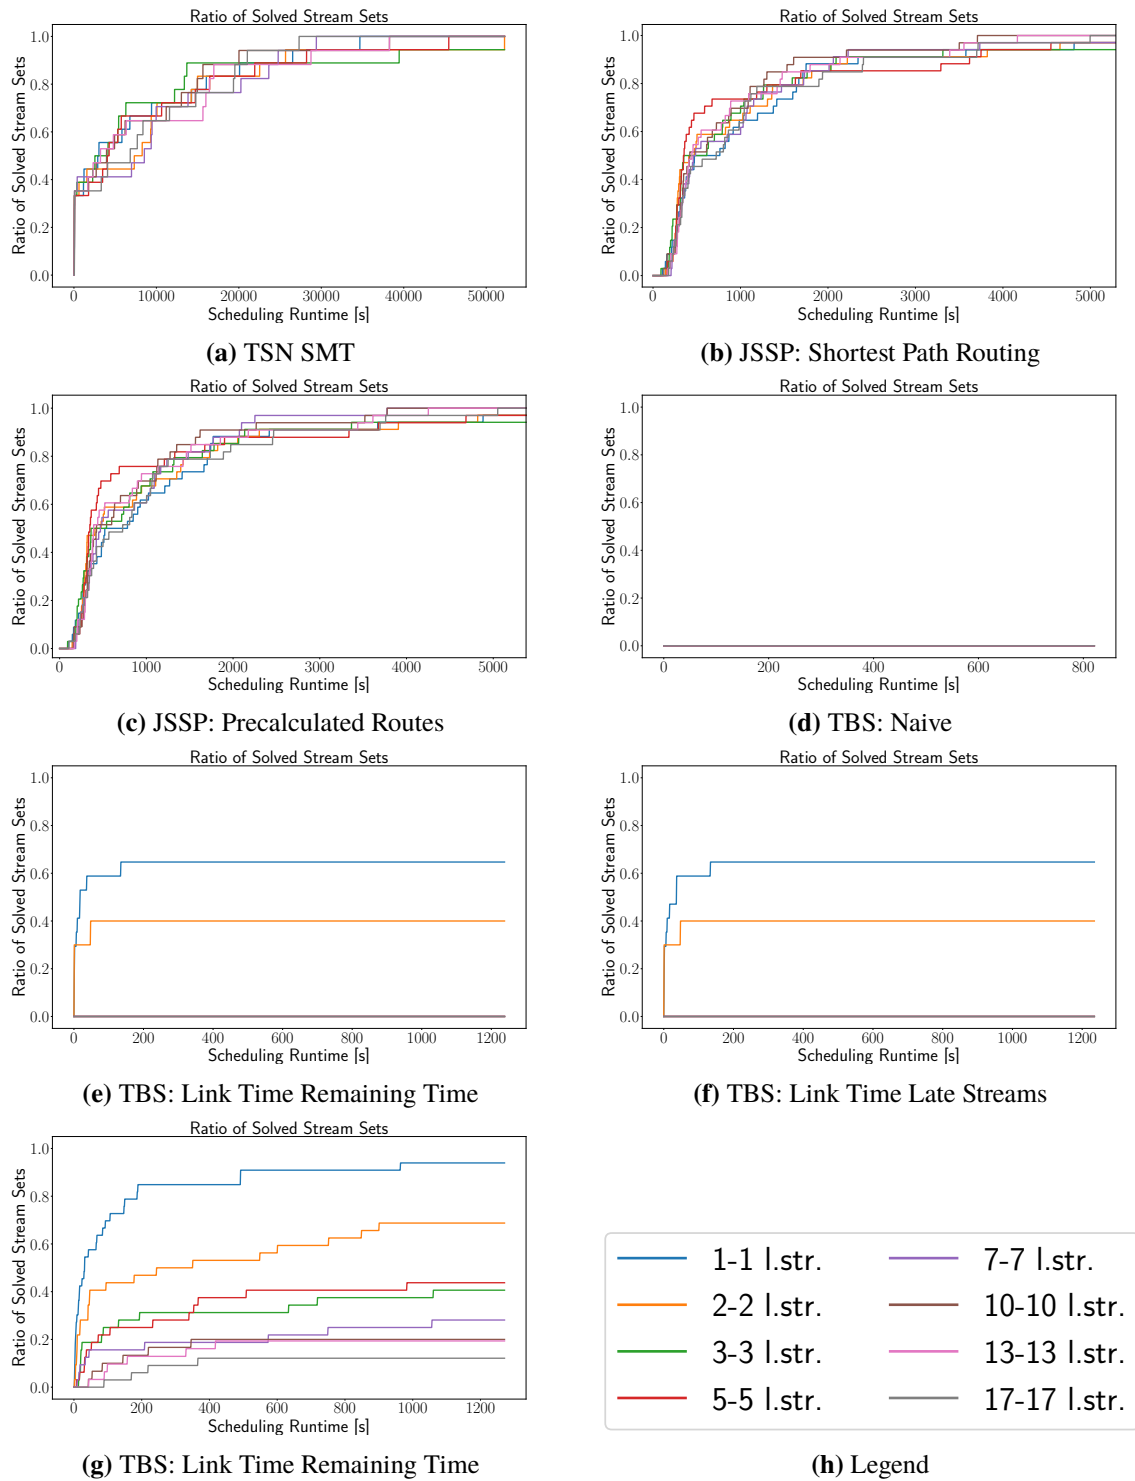 Ratio of Solved Stream Sets
Ratio of Solved Stream Sets
1.0
0.8
0.6
0.4
0.2
0.0
0 10000 20000 30000 40000 50000
Scheduling Runtime [s]
(a) TSN SMT
Ratio of Solved Stream Sets
Ratio of Solved Stream Sets
1.0
0.8
0.6
0.4
0.2
0.0
0 1000 2000 3000 4000 5000
Scheduling Runtime [s]
(b) JSSP: Shortest Path Routing
Ratio of Solved Stream Sets
Ratio of Solved Stream Sets
1.0
0.8
0.6
0.4
0.2
0.0
0 1000 2000 3000 4000 5000
Scheduling Runtime [s]
(c) JSSP: Precalculated Routes
Ratio of Solved Stream Sets
Ratio of Solved Stream Sets
1.0
0.8
0.6
0.4
0.2
0.0
0 200 400 600 800
Scheduling Runtime [s]
(d) TBS: Naive
Ratio of Solved Stream Sets
Ratio of Solved Stream Sets
1.0
0.8
0.6
0.4
0.2
0.0
0 200 400 600 800 1000 1200
Scheduling Runtime [s]
(e) TBS: Link Time Remaining Time
Ratio of Solved Stream Sets
Ratio of Solved Stream Sets
1.0
0.8
0.6
0.4
0.2
0.0
0 200 400 600 800 1000 1200
Scheduling Runtime [s]
(f) TBS: Link Time Late Streams
Ratio of Solved Stream Sets
Ratio of Solved Stream Sets
1.0
0.8
0.6
0.4
0.2
0.0
0 200 400 600 800 1000 1200
Scheduling Runtime [s]
(g) TBS: Link Time Remaining Time
1-1 l.str.
2-2 l.str.
3-3 l.str.
5-5 l.str.
7-7 l.str.
10-10 l.str.
13-13 l.str.
17-17 l.str.
(h) Legend